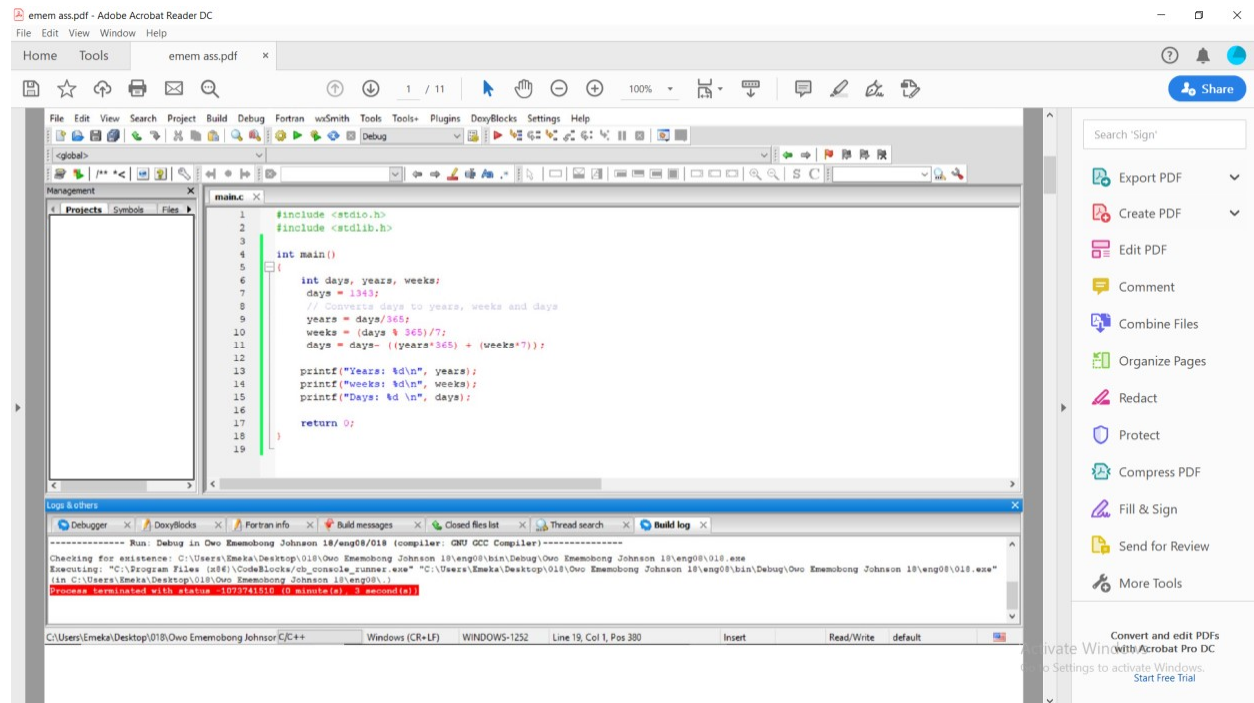 emem ass.pdf - Adobe Acrobat Reader DC
File Edit View Window Help
Home Tools emem ass.pdf ×
1 / 11 100% Share
File Edit View Search Project Build Debug Fortran wxSmith Tools Tools+ Plugins DoxyBlocks Settings Help
Debug
<global>
/** *<
S C
Management
Projects Symbols Files
main.c
1 #include <stdio.h>
2 #include <stdlib.h>
3
4 int main()
5 {
6 int days, years, weeks;
7 days = 1343;
8 // Converts days to years, weeks and days
9 years = days/365;
10 weeks = (days % 365)/7;
11 days = days- ((years*365) + (weeks*7));
12
13 printf("Years: %d\n", years);
14 printf("weeks: %d\n", weeks);
15 printf("Days: %d \n", days);
16
17 return 0;
18 }
19
Logs & others
Debugger DoxyBlocks Fortran info Build messages Closed files list Thread search Build log
-------------- Run: Debug in Owo Ememobong Johnson 18/eng08/018 (compiler: GNU GCC Compiler)---------------
Checking for existence: C:\Users\Emeka\Desktop\018\Owo Ememobong Johnson 18\eng08\bin\Debug\Owo Ememobong Johnson 18\eng08\018.exe
Executing: "C:\Program Files (x86)\CodeBlocks/cb_console_runner.exe" "C:\Users\Emeka\Desktop\018\Owo Ememobong Johnson 18\eng08\bin\Debug\Owo Ememobong Johnson 18\eng08\018.exe"
(in C:\Users\Emeka\Desktop\018\Owo Ememobong Johnson 18\eng08\.)
Process terminated with status -1073741510 (0 minute(s), 3 second(s))
C:\Users\Emeka\Desktop\018\Owo Ememobong Johnsor C/C++ Windows (CR+LF) WINDOWS-1252 Line 19, Col 1, Pos 380 Insert Read/Write default
Search 'Sign'
Export PDF
Create PDF
Edit PDF
Comment
Combine Files
Organize Pages
Redact
Protect
Compress PDF
Fill & Sign
Send for Review
More Tools
Convert and edit PDFs
with Acrobat Pro DC
Start Free Trial
Activate Windows
Go to Settings to activate Windows.